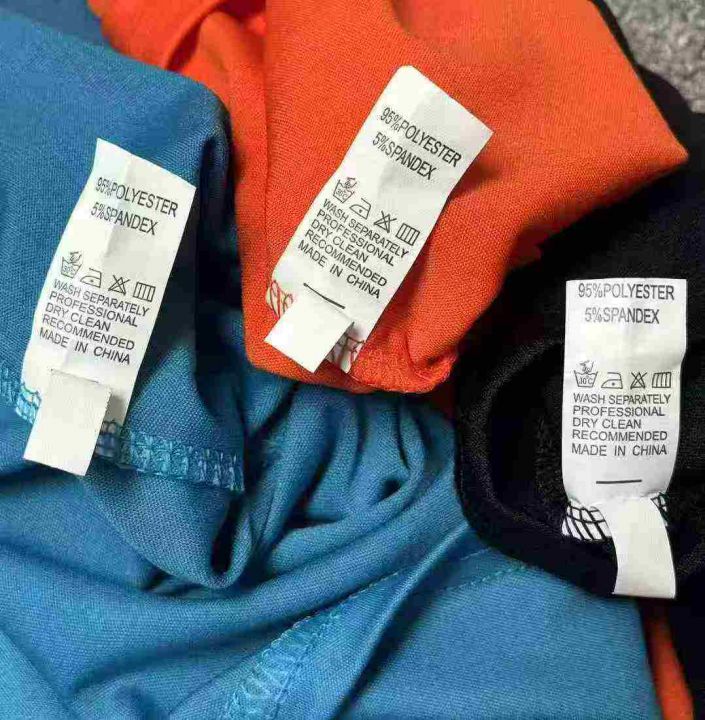 95%POLYESTER
5%SPANDEX
WASH SEPARATELY
PROFESSIONAL
DRY CLEAN
RECOMMENDED
MADE IN CHINA
95%POLYESTER
5%SPANDEX
WASH SEPARATELY
PROFESSIONAL
DRY CLEAN
RECOMMENDED
MADE IN CHINA
95%POLYESTER
5%SPANDEX
30°C
WASH SEPARATELY
PROFESSIONAL
DRY CLEAN
RECOMMENDED
MADE IN CHINA